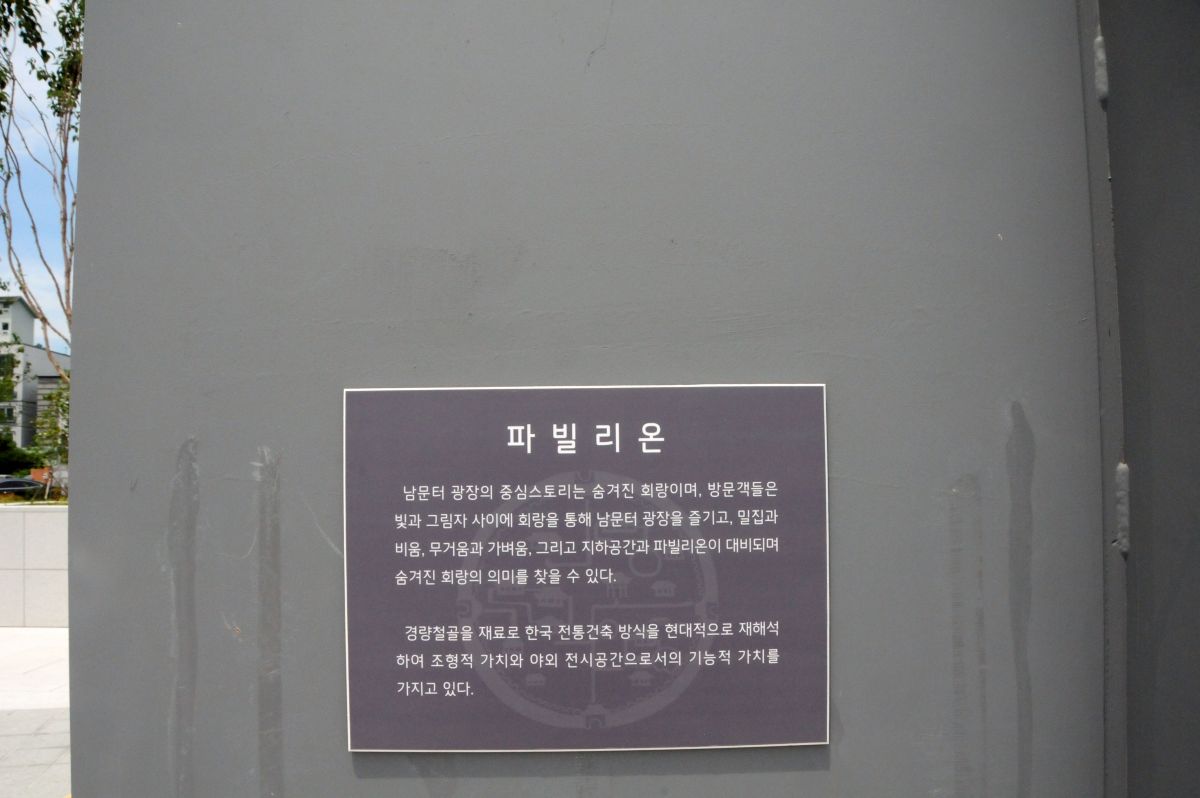 파빌리온
남문터 광장의 중심스토리는 숨겨진 회랑이며, 방문객들은
빛과 그림자 사이에 회랑을 통해 남문터 광장을 즐기고, 밀집과
비움, 무거움과 가벼움, 그리고 지하공간과 파빌리온이 대비되며
숨겨진 회랑의 의미를 찾을 수 있다.
경량철골을 재료로 한국 전통건축 방식을 현대적으로 재해석
하여 조형적 가치와 야외 전시공간으로서의 기능적 가치를
가지고 있다.